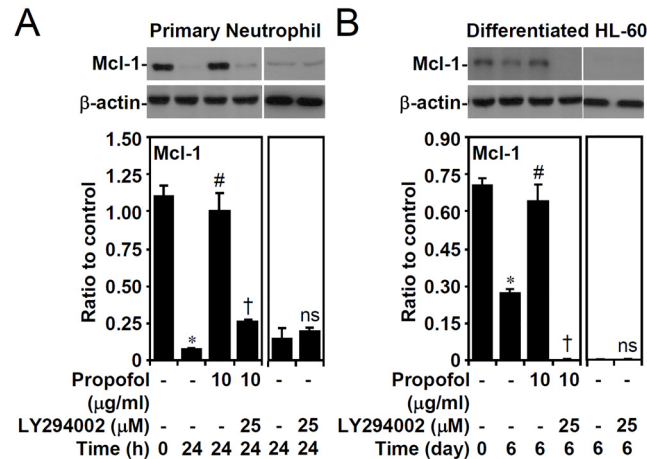 A Primary Neutrophil
Mcl-1-
β-actin-
Mcl-1
Ratio to control
1.50
1.25
1.00
0.75
0.50
0.25
0
* # † ns
Propofol - - 10 10 - -
(μg/ml)
LY294002 (μM) - - - 25 - 25
Time (h) 0 24 24 24 24 24
B Differentiated HL-60
Mcl-1-
β-actin-
Mcl-1
Ratio to control
0.90
0.75
0.60
0.45
0.30
0.15
0
* # † ns
Propofol - - 10 10 - -
(μg/ml)
LY294002 (μM) - - - 25 - 25
Time (day) 0 6 6 6 6 6